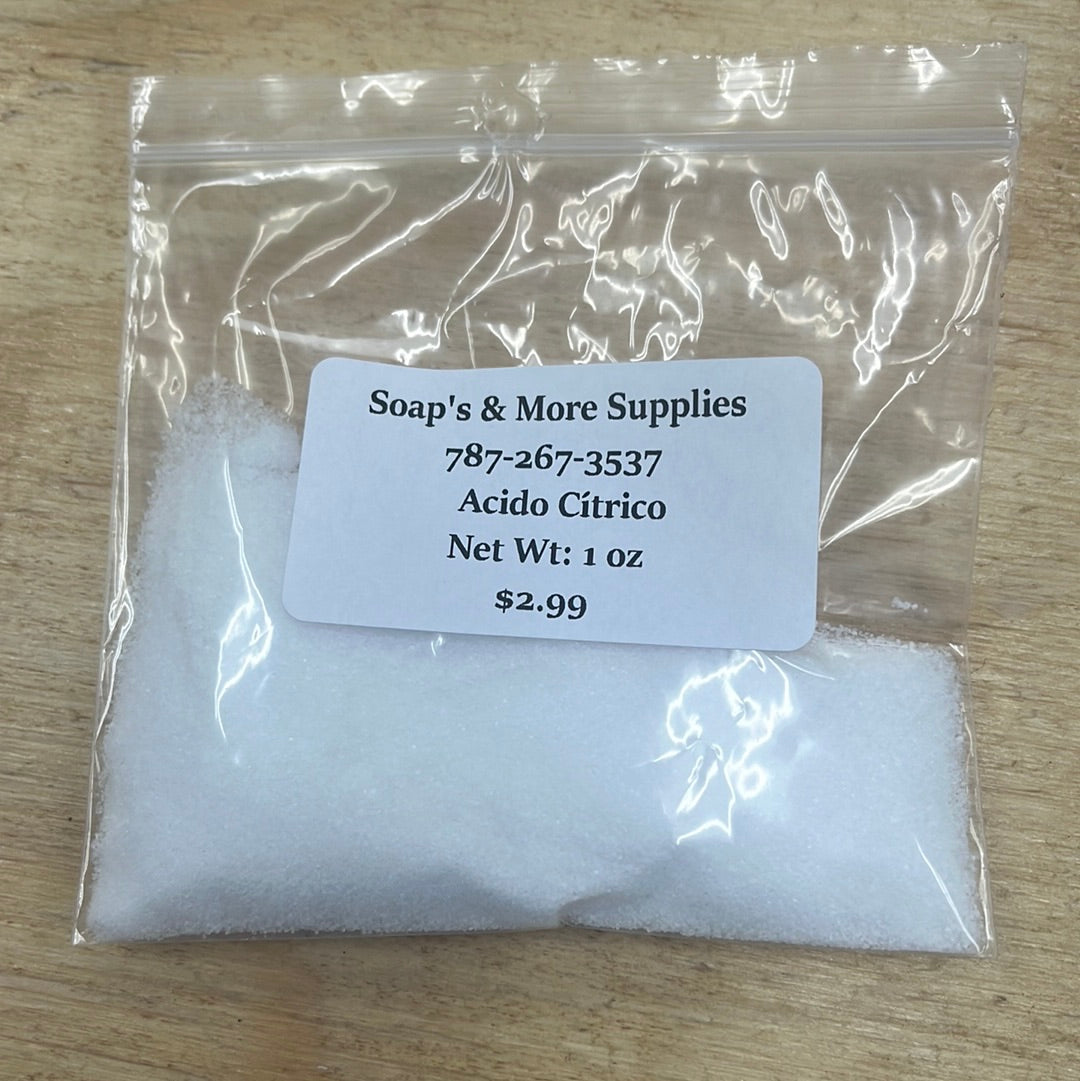 Soap's & More Supplies
787-267-3537
Acido Cítrico
Net Wt: 1 oz
$2.99